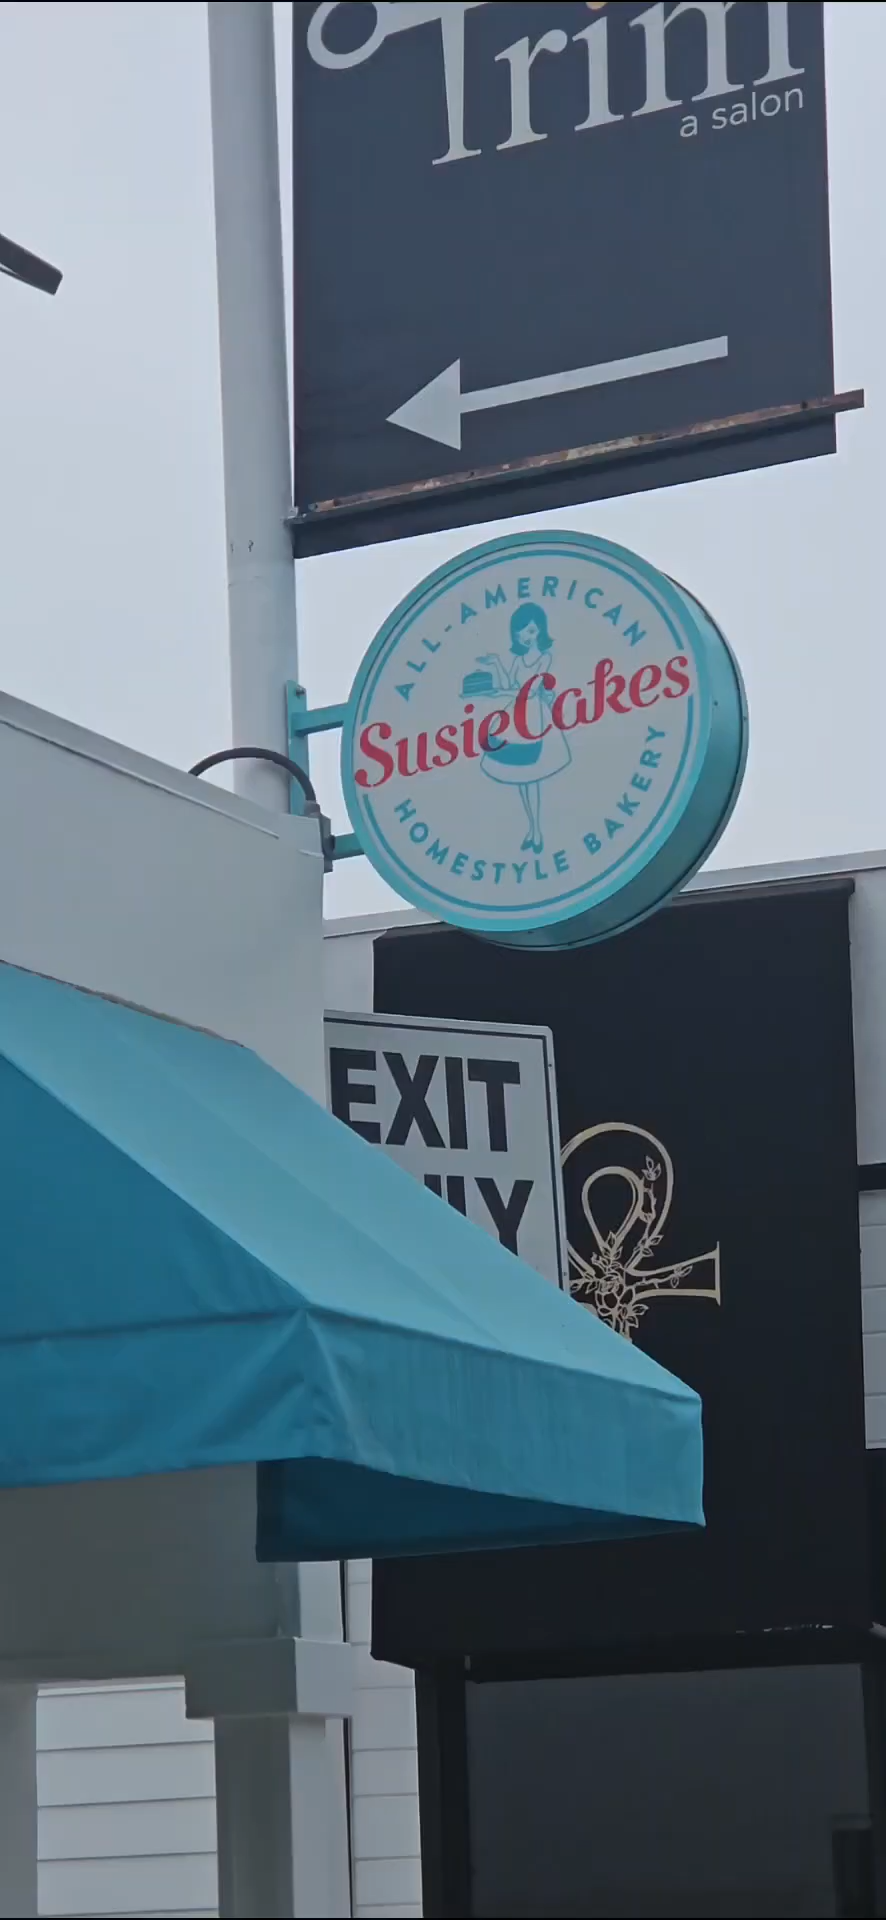 Trim
a salon
ALL-AMERICAN
SusieCakes
HOMESTYLE BAKERY
EXIT